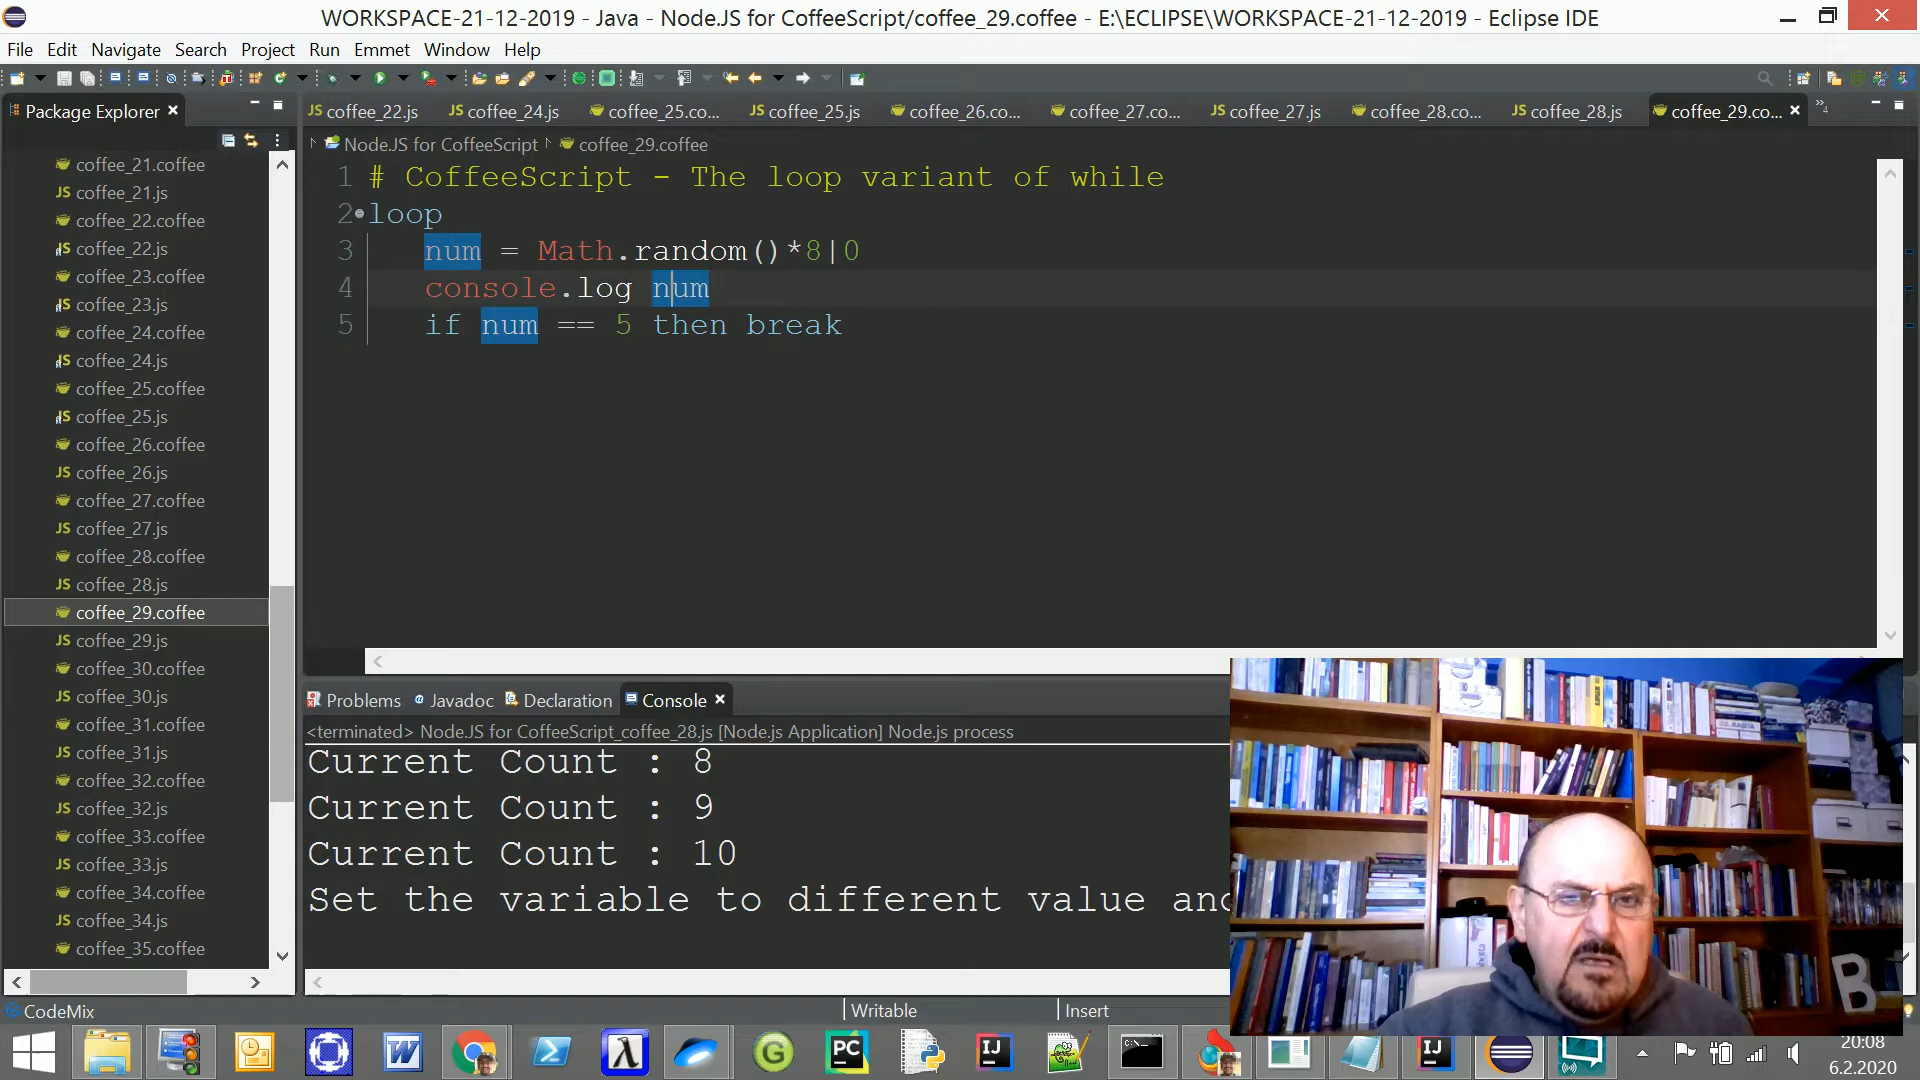 WORKSPACE-21-12-2019 - Java - Node.JS for CoffeeScript/coffee_29.coffee - E:\ECLIPSE\WORKSPACE-21-12-2019 - Eclipse IDE
File Edit Navigate Search Project Run Emmet Window Help
Package Explorer
coffee_22.js coffee_24.js coffee_25.co... coffee_25.js coffee_26.co... coffee_27.co... coffee_27.js coffee_28.co... coffee_28.js coffee_29.co... »4
Node.JS for CoffeeScript coffee_29.coffee
coffee_21.coffee
coffee_21.js
coffee_22.coffee
coffee_22.js
coffee_23.coffee
coffee_23.js
coffee_24.coffee
coffee_24.js
coffee_25.coffee
coffee_25.js
coffee_26.coffee
coffee_26.js
coffee_27.coffee
coffee_27.js
coffee_28.coffee
coffee_28.js
coffee_29.coffee
coffee_29.js
coffee_30.coffee
coffee_30.js
coffee_31.coffee
coffee_31.js
coffee_32.coffee
coffee_32.js
coffee_33.coffee
coffee_33.js
coffee_34.coffee
coffee_34.js
coffee_35.coffee
1 # CoffeeScript - The loop variant of while
2 loop
3 num = Math.random()*8|0
4 console.log num
5 if num == 5 then break
Problems Javadoc Declaration Console
<terminated> Node.JS for CoffeeScript_coffee_28.js [Node.js Application] Node.js process
Current Count : 8
Current Count : 9
Current Count : 10
Set the variable to different value and
B
CodeMix Writable Insert
20:08
6.2.2020